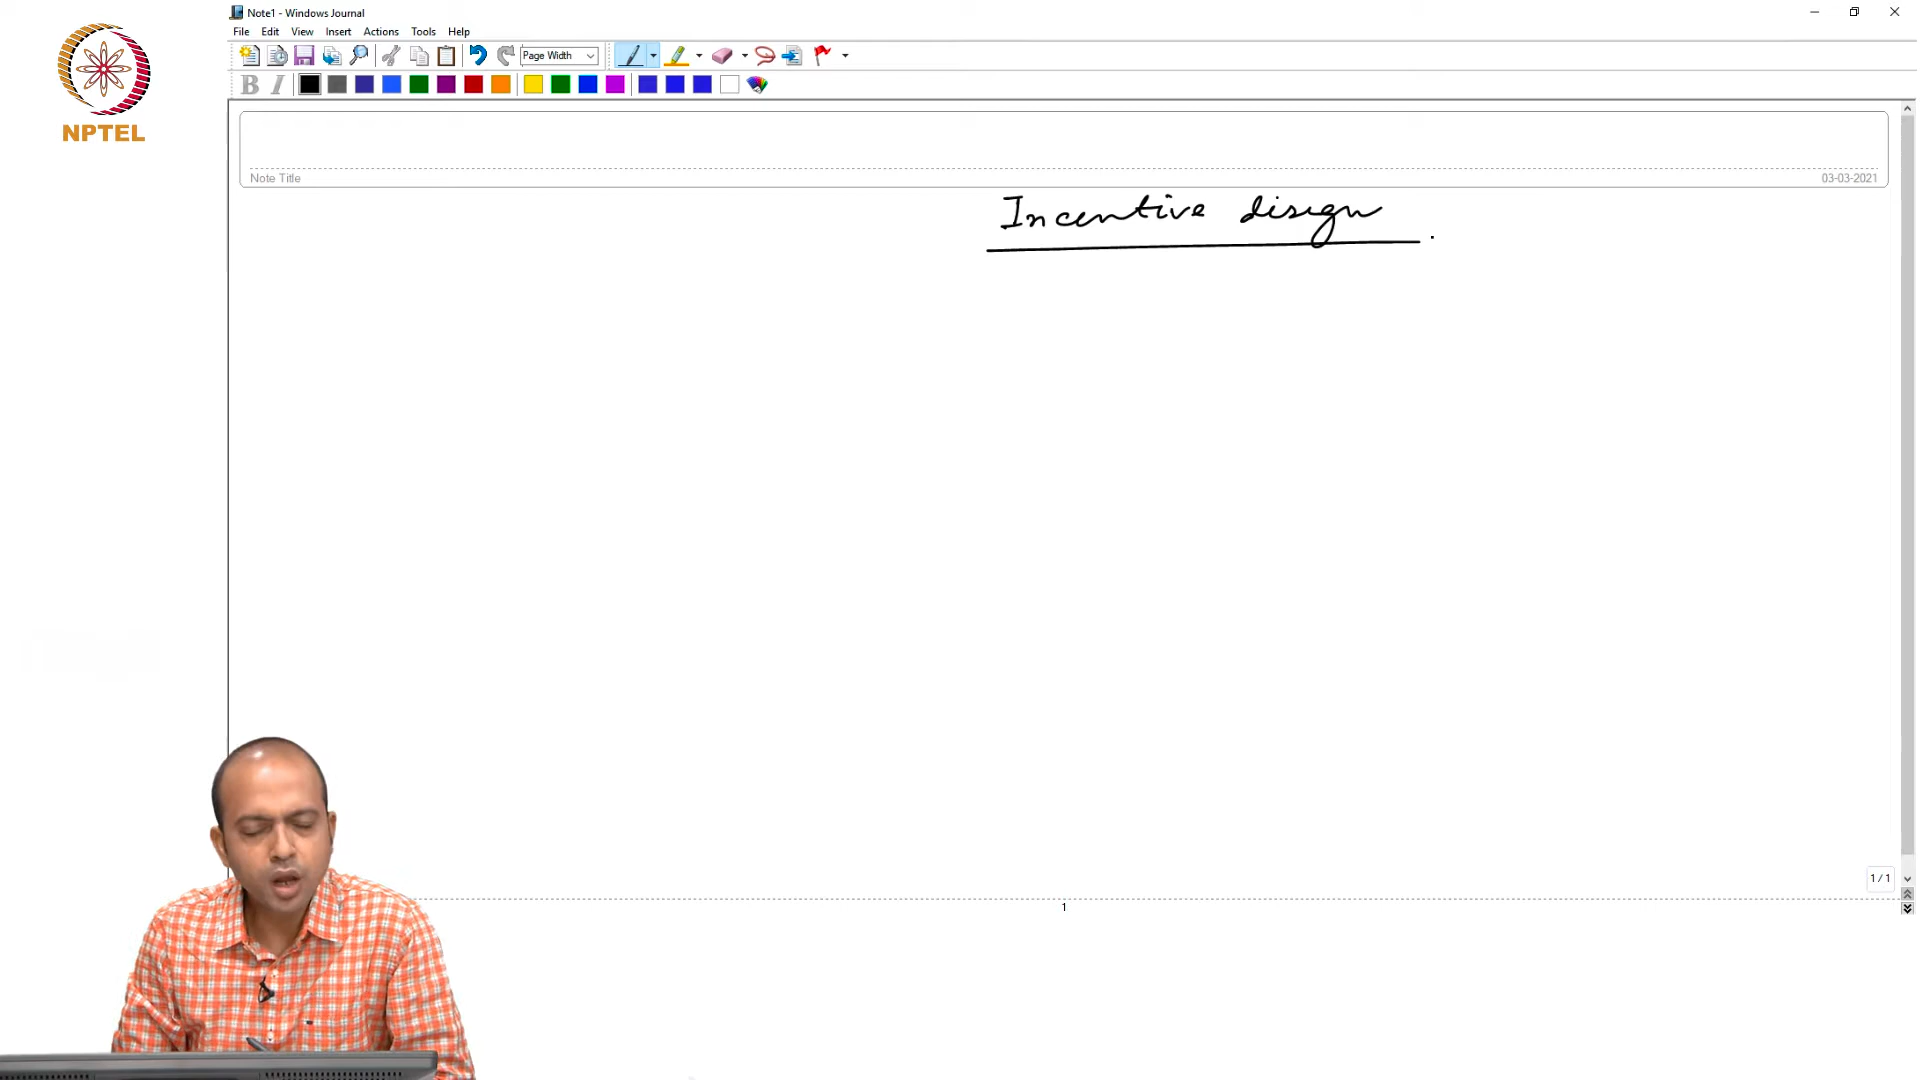 Note1 - Windows Journal
File Edit View Insert Actions Tools Help
Page Width
B I
NPTEL
Note Title
03-03-2021
Incentive disign
1 / 1
1